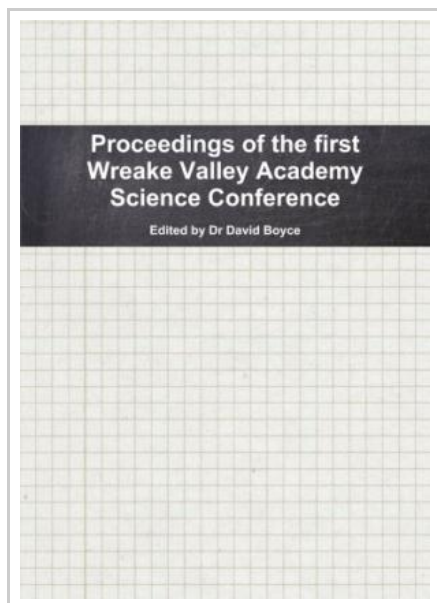 Proceedings of the first
Wreake Valley Academy
Science Conference
Edited by Dr David Boyce